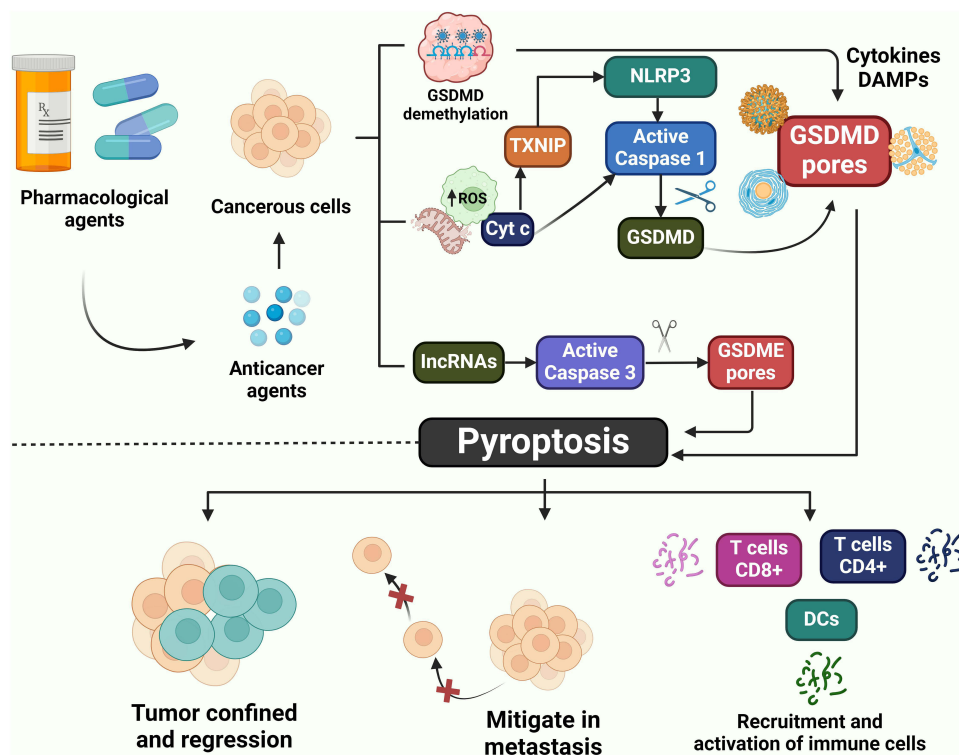 Rx
Pharmacological
agents
Cancerous cells
Anticancer
agents
GSDMD
demethylation
TXNIP
NLRP3
Active
Caspase 1
ROS
Cyt c
GSDMD
Cytokines
DAMPs
GSDMD
pores
lncRNAs
Active
Caspase 3
GSDME
pores
Pyroptosis
Tumor confined
and regression
Mitigate in
metastasis
T cells
CD8+
T cells
CD4+
DCs
Recruitment and
activation of immune cells